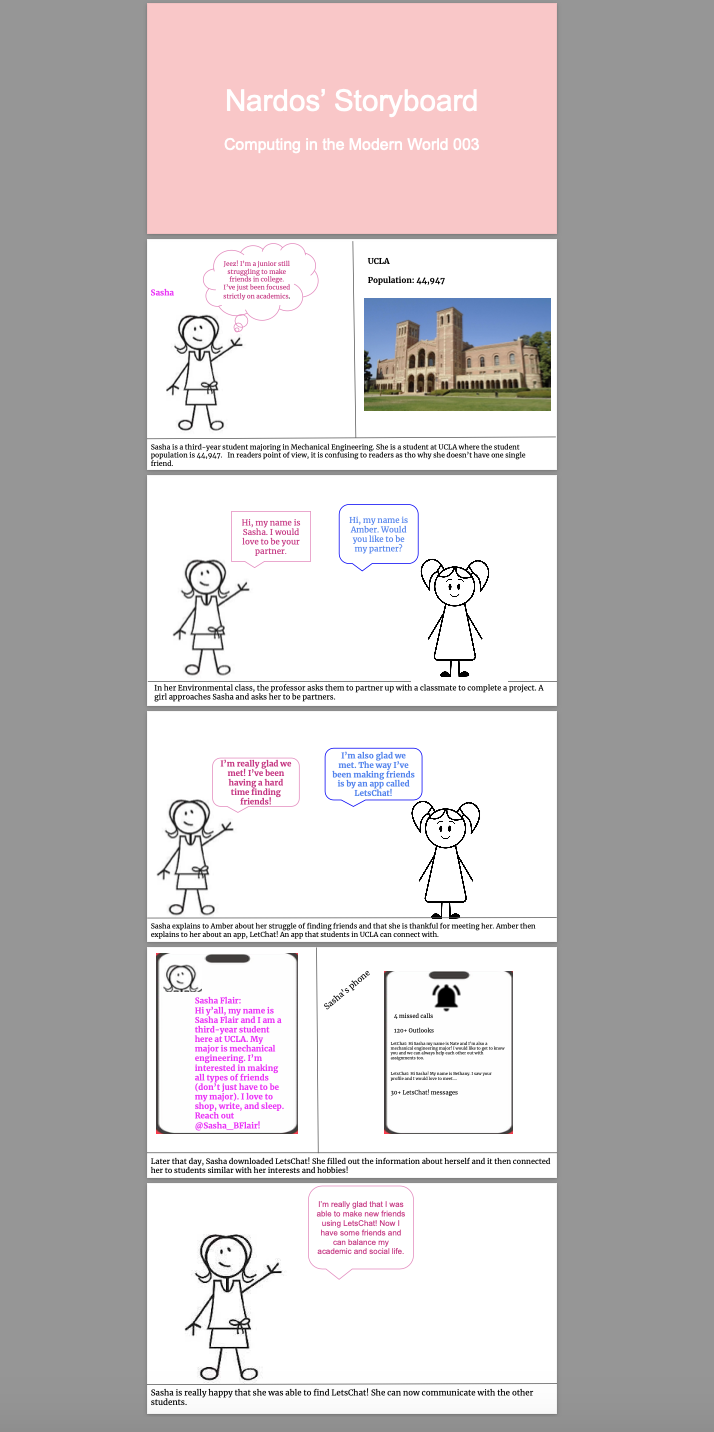 Nardos’ Storyboard
Computing in the Modern World 003
Jeez! I’m a junior still
struggling to make
friends in college.
I’ve just been focused
strictly on academics.
Sasha
UCLA
Population: 44,947
Sasha is a third-year student majoring in Mechanical Engineering. She is a student at UCLA where the student
population is 44,947. In readers point of view, it is confusing to readers as tho why she doesn’t have one single
friend.
Hi, my name is
Sasha. I would
love to be your
partner.
Hi, my name is
Amber. Would
you like to be
my partner?
In her Environmental class, the professor asks them to partner up with a classmate to complete a project. A
girl approaches Sasha and asks her to be partners.
I’m really glad we
met! I’ve been
having a hard
time finding
friends!
I’m also glad we
met. The way I’ve
been making friends
is by an app called
LetsChat!
Sasha explains to Amber about her struggle of finding friends and that she is thankful for meeting her. Amber then
explains to her about an app, LetChat! An app that students in UCLA can connect with.
Sasha Flair:
Hi y’all, my name is
Sasha Flair and I am a
third-year student
here at UCLA. My
major is mechanical
engineering. I’m
interested in making
all types of friends
(don’t just have to be
my major). I love to
shop, write, and sleep.
Reach out
@Sasha_BFlair!
Sasha’s phone
4 missed calls
120+ Outlooks
LetChat: Hi Sasha my name is Nate and I’m also a
mechanical engineering major! I would like to get to know
you and we can always help each other out with
assignments too.
LetsChat: Hi Sasha! My name is Bethany. I saw your
profile and I would love to meet...
30+ LetsChat! messages
Later that day, Sasha downloaded LetsChat! She filled out the information about herself and it then connected
her to students similar with her interests and hobbies!
I’m really glad that I was
able to make new friends
using LetsChat! Now I
have some friends and
can balance my
academic and social life.
Sasha is really happy that she was able to find LetsChat! She can now communicate with the other
students.